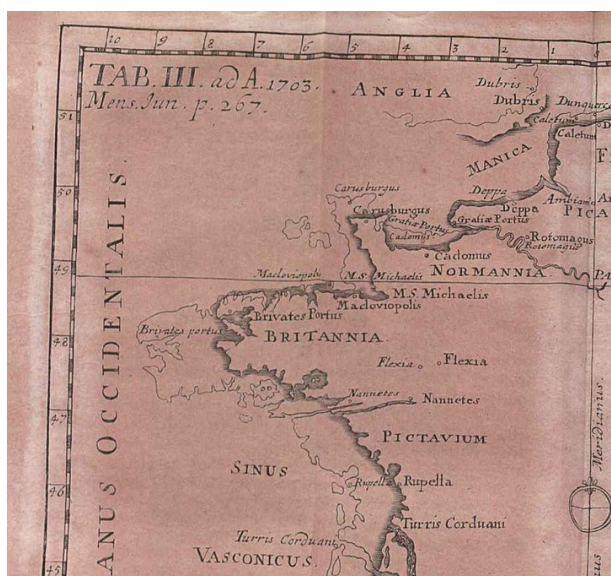 10 9 8 7 6 5 4 3 2 1
TAB. III. ad A. 1703.
Mens. Jun. p. 267.
ANGLIA
Dubris
Dubris
Caletum
Caletum
51
MANICA
50
Deppa
Deppa
Carusburgus
Carusburgus
Gratiæ Portus
Gratiæ Portus
PICA
Rotomagus
Rotomagus
Cadomus
Cadomus
49
Macloviopolis
M.S. Michaelis
NORMANNIA
M.S. Michaelis
Macloviopolis
Brivates Portus
Brivates portus
BRITANNIA
48
Flexia
Flexia
Nannetes
Nannetes
47
PICTAVIUM
Meridianus
SINUS
Rupella
Rupella
46
Turris Corduani
Turris Corduani
VASCONICUS.
45
ANUS OCCIDENTALIS.